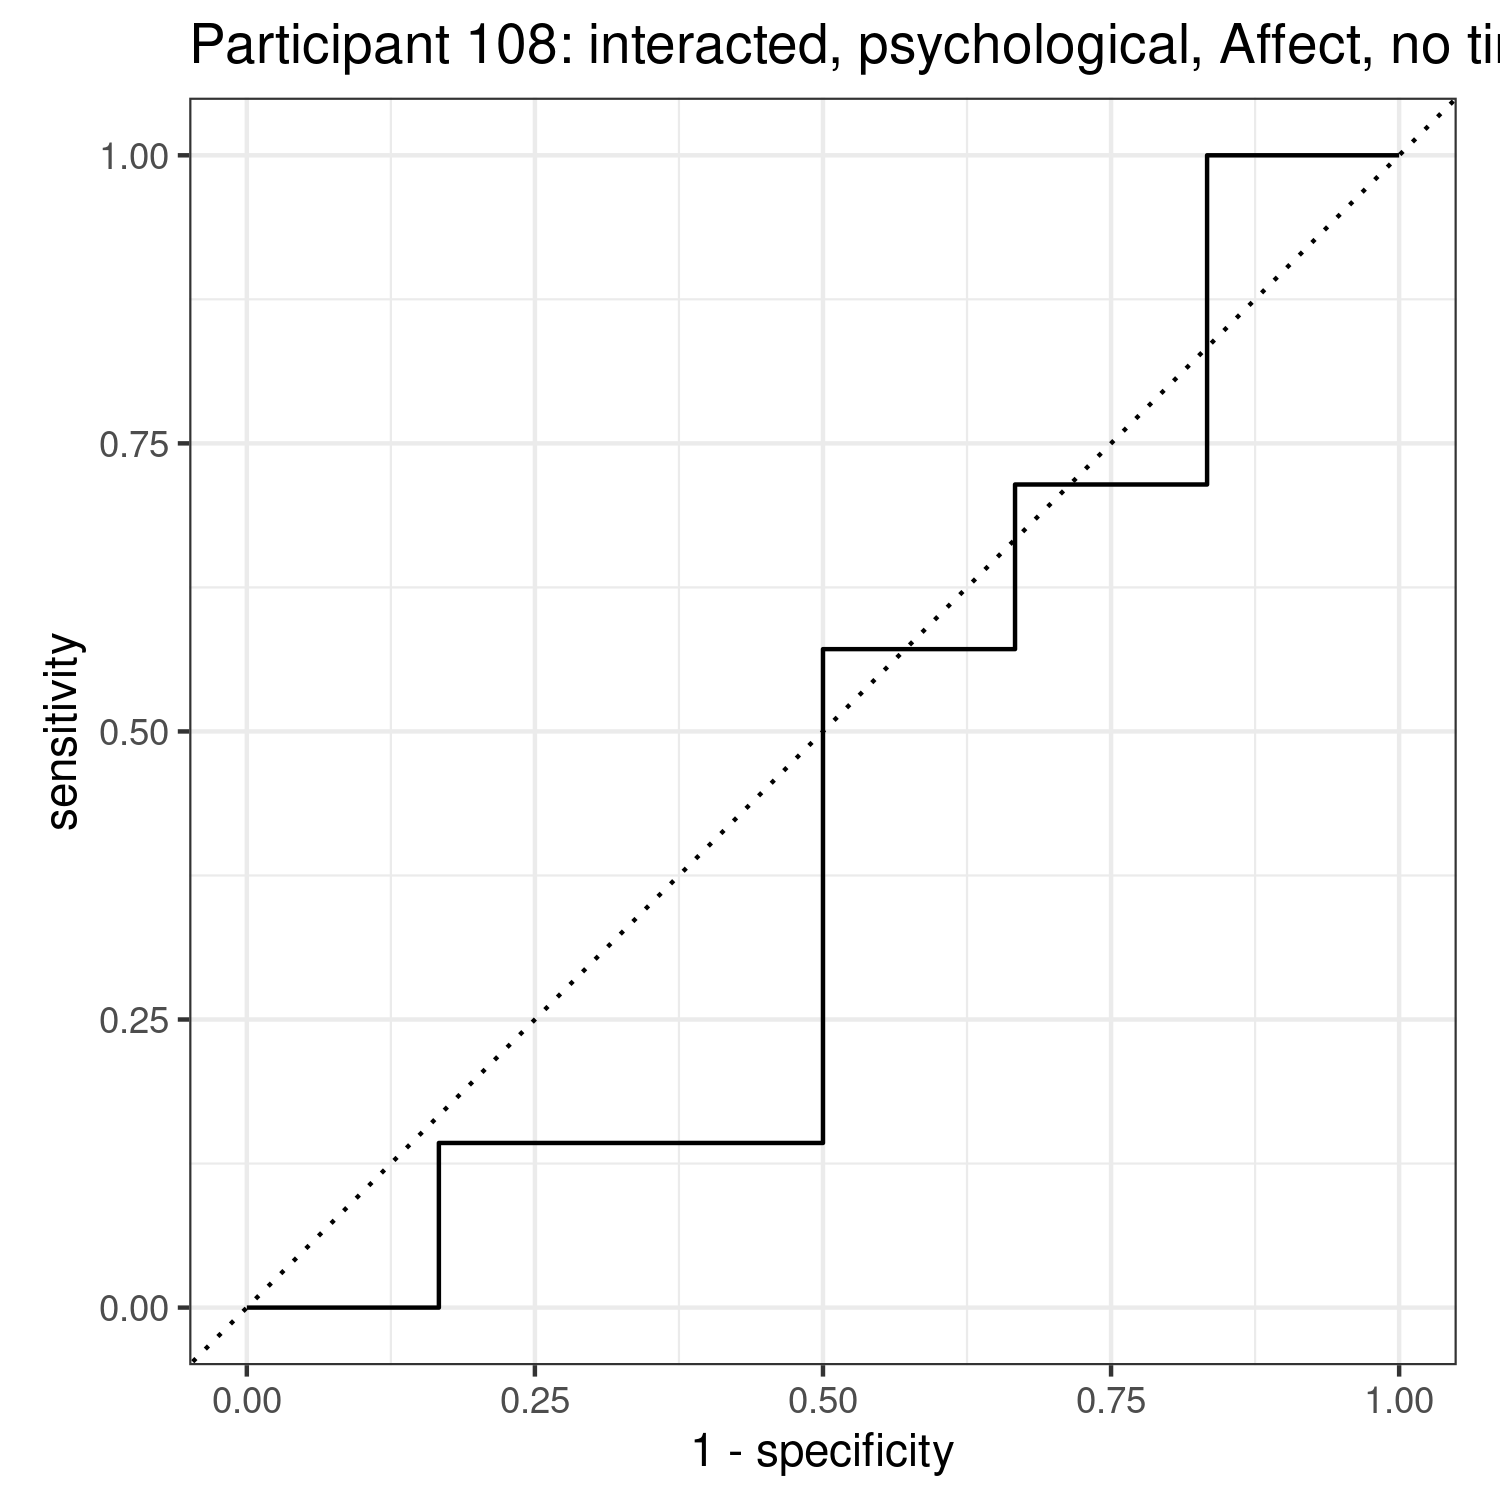 Participant 108: interacted, psychological, Affect, no
1.00
0.75
0.50
0.25
0.00
sensitivity
0.00 0.25 0.50 0.75 1.00
1 - specificity